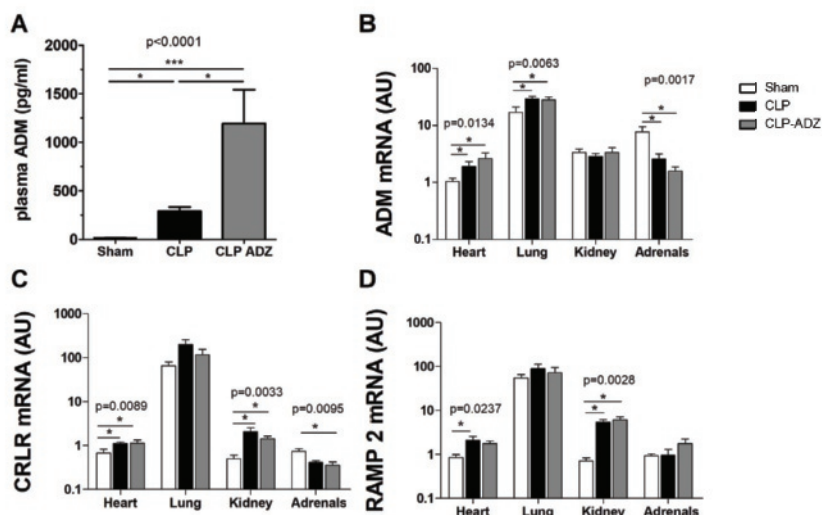 A
p<0.0001
***
*
*
2000
1500
1000
500
0
plasma ADM (pg/ml)
Sham
CLP
CLP ADZ
B
100
10
1
0.1
ADM mRNA (AU)
p=0.0134
*
*
p=0.0063
*
*
p=0.0017
*
*
Heart
Lung
Kidney
Adrenals
Sham
CLP
CLP-ADZ
C
1000
100
10
1
0.1
CRLR mRNA (AU)
p=0.0089
*
*
p=0.0033
*
*
p=0.0095
*
Heart
Lung
Kidney
Adrenals
D
1000
100
10
1
0.1
RAMP 2 mRNA (AU)
p=0.0237
*
p=0.0028
*
*
Heart
Lung
Kidney
Adrenals